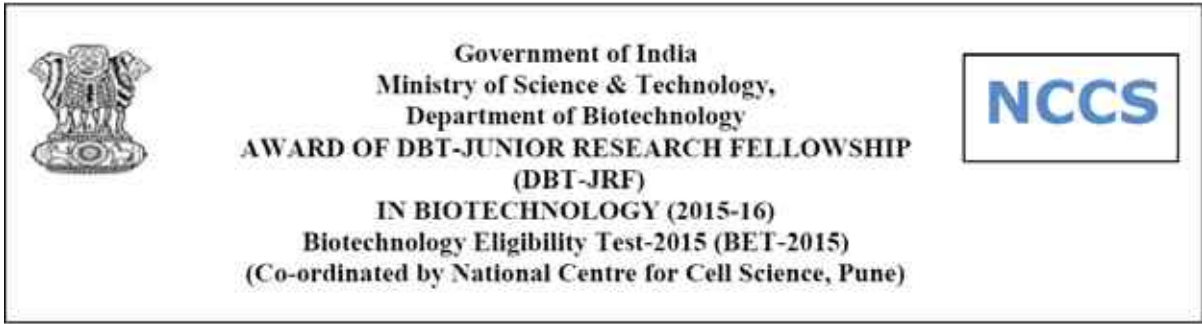 Government of India
Ministry of Science & Technology,
Department of Biotechnology
AWARD OF DBT-JUNIOR RESEARCH FELLOWSHIP
(DBT-JRF)
IN BIOTECHNOLOGY (2015-16)
Biotechnology Eligibility Test-2015 (BET-2015)
(Co-ordinated by National Centre for Cell Science, Pune)
NCCS